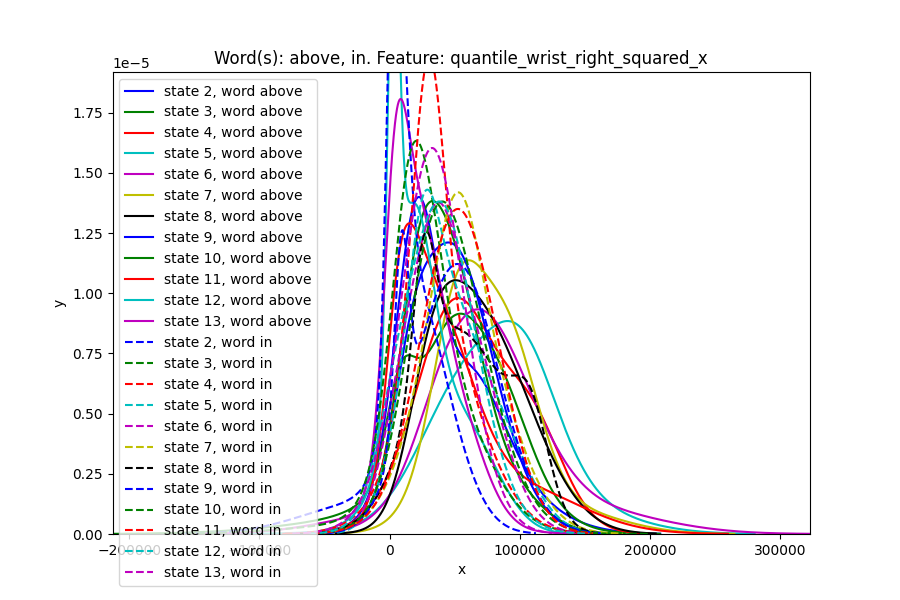 Word(s): above, in. Feature: quantile_wrist_right_squared_x
1e−5
1.75
1.50
1.25
1.00
0.75
0.50
0.25
0.00
y
state 2, word above
state 3, word above
state 4, word above
state 5, word above
state 6, word above
state 7, word above
state 8, word above
state 9, word above
state 10, word above
state 11, word above
state 12, word above
state 13, word above
state 2, word in
state 3, word in
state 4, word in
state 5, word in
state 6, word in
state 7, word in
state 8, word in
state 9, word in
state 10, word in
state 11, word in
state 12, word in
state 13, word in
−200000 −100000 0 100000 200000 300000
x